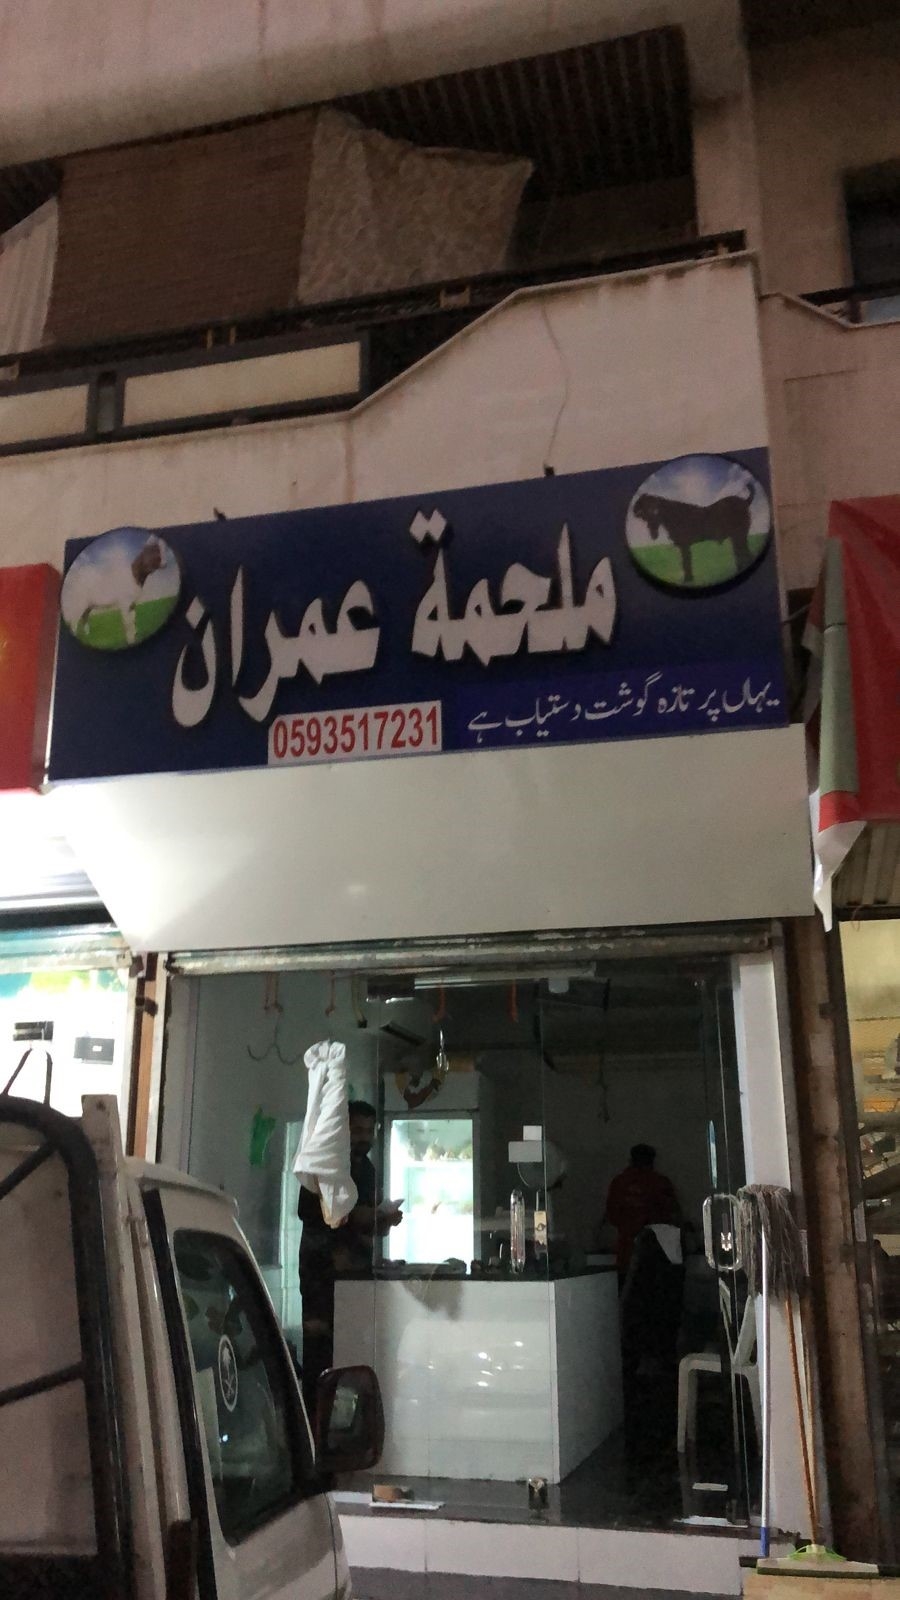 ملحمة عمران
یہاں پر تازہ گوشت دستیاب ہے
0593517231